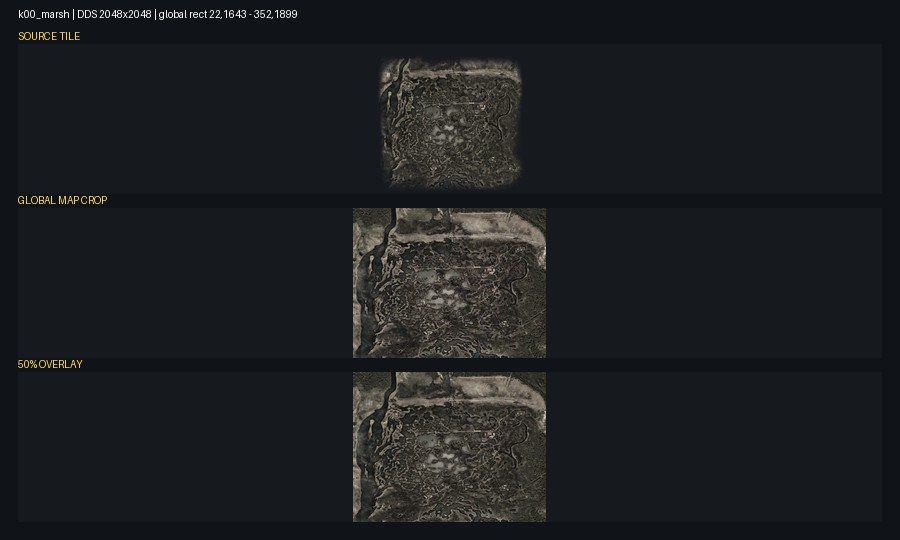 k00_marsh | DDS 2048x2048 | global rect 22,1643 - 352,1899
SOURCE TILE
GLOBAL MAP CROP
50% OVERLAY